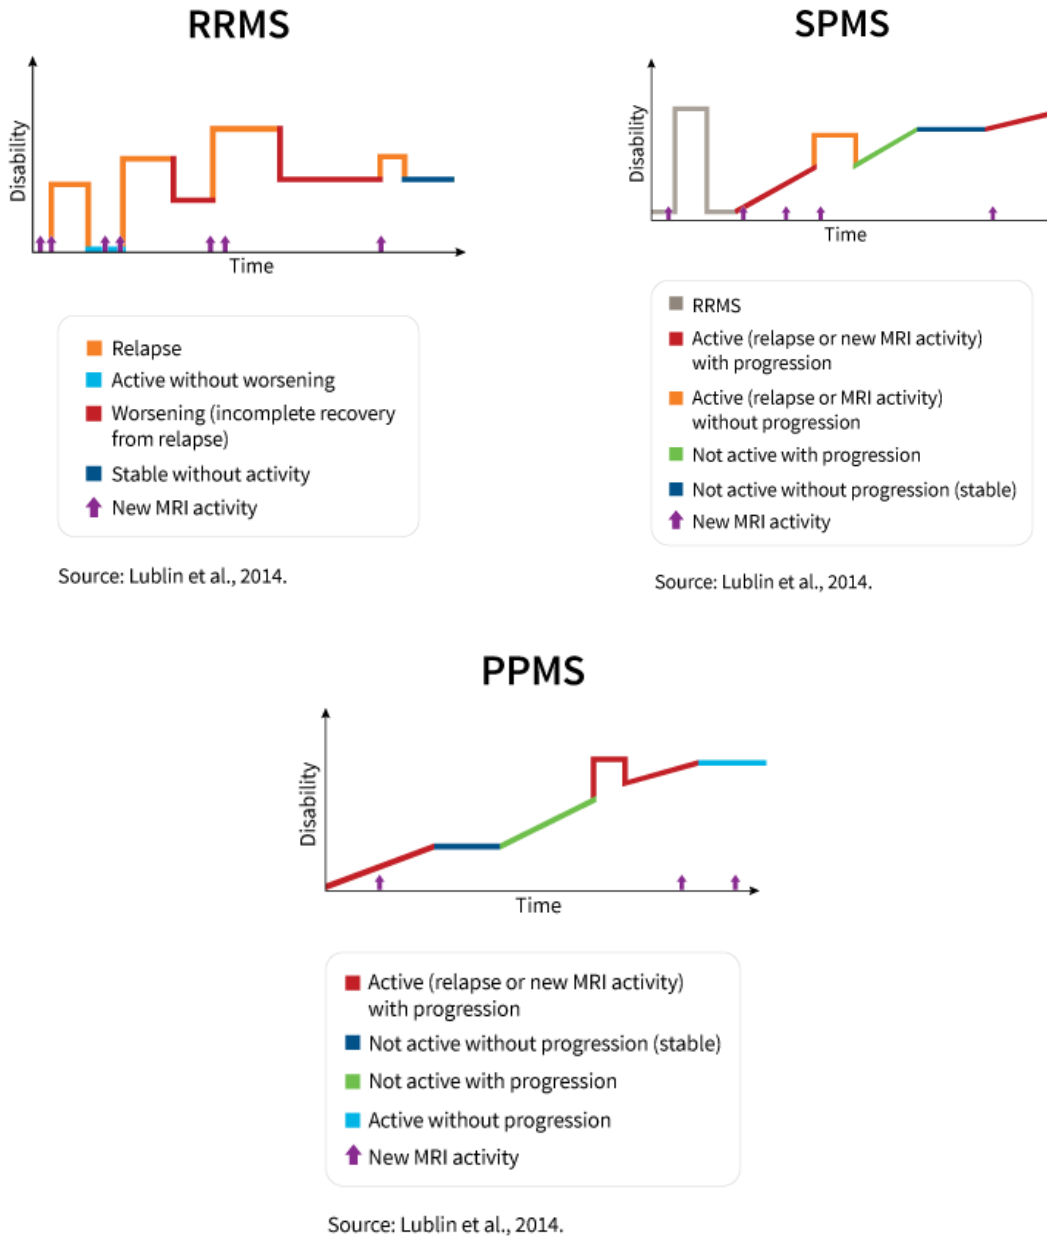 RRMS
Disability
Time
Relapse
Active without worsening
Worsening (incomplete recovery
from relapse)
Stable without activity
New MRI activity
Source: Lublin et al., 2014.
SPMS
Disability
Time
RRMS
Active (relapse or new MRI activity)
with progression
Active (relapse or MRI activity)
without progression
Not active with progression
Not active without progression (stable)
New MRI activity
Source: Lublin et al., 2014.
PPMS
Disability
Time
Active (relapse or new MRI activity)
with progression
Not active without progression (stable)
Not active with progression
Active without progression
New MRI activity
Source: Lublin et al., 2014.